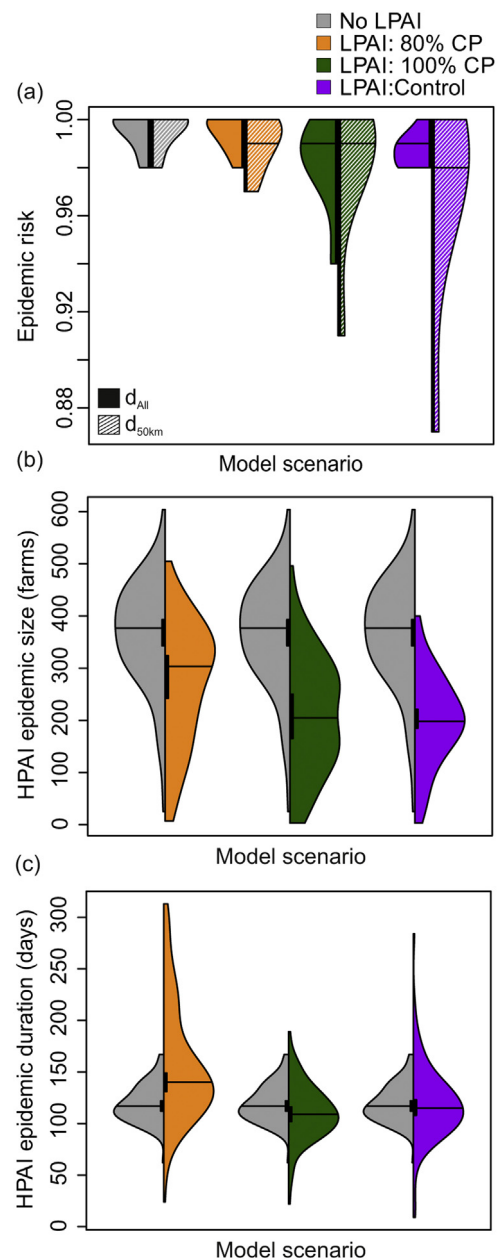 No LPAI
LPAI: 80% CP
LPAI: 100% CP
LPAI:Control
(a)
Epidemic risk
1.00
0.96
0.92
0.88
dAll
d50km
Model scenario
(b)
HPAI epidemic size (farms)
600
500
400
300
200
100
0
Model scenario
(c)
HPAI epidemic duration (days)
300
250
200
150
100
50
0
Model scenario